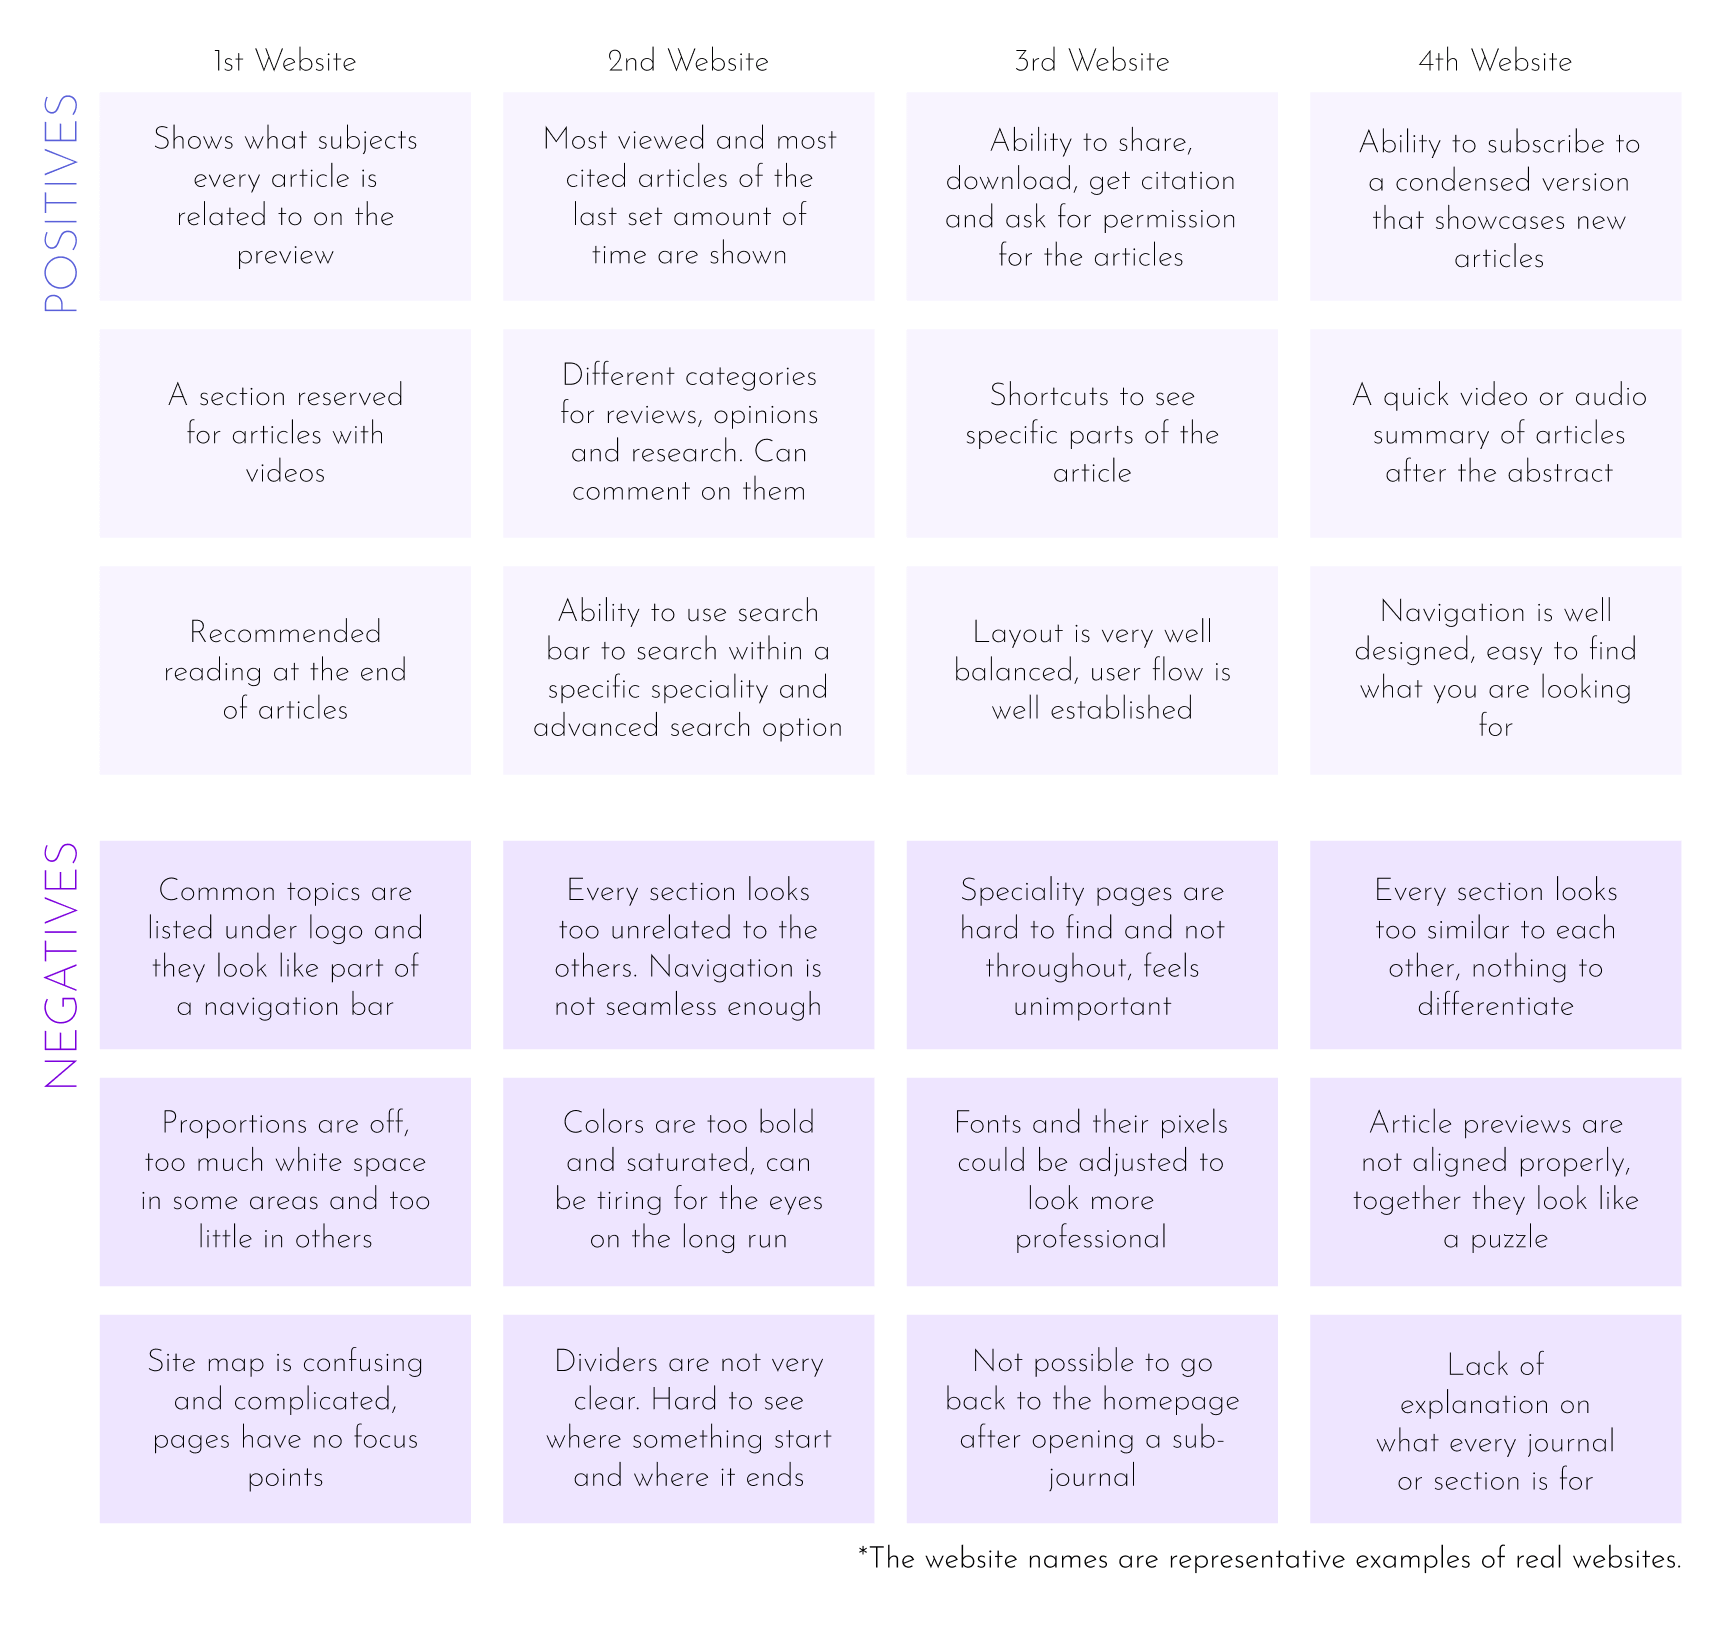 1st Website
2nd Website
3rd Website
4th Website
POSITIVES
Shows what subjects
every article is
related to on the
preview
Most viewed and most
cited articles of the
last set amount of
time are shown
Ability to share,
download, get citation
and ask for permission
for the articles
Ability to subscribe to
a condensed version
that showcases new
articles
A section reserved
for articles with
videos
Different categories
for reviews, opinions
and research. Can
comment on them
Shortcuts to see
specific parts of the
article
A quick video or audio
summary of articles
after the abstract
Recommended
reading at the end
of articles
Ability to use search
bar to search within a
specific speciality and
advanced search option
Layout is very well
balanced, user flow is
well established
Navigation is well
designed, easy to find
what you are looking
for
NEGATIVES
Common topics are
listed under logo and
they look like part of
a navigation bar
Every section looks
too unrelated to the
others. Navigation is
not seamless enough
Speciality pages are
hard to find and not
throughout, feels
unimportant
Every section looks
too similar to each
other, nothing to
differentiate
Proportions are off,
too much white space
in some areas and too
little in others
Colors are too bold
and saturated, can
be tiring for the eyes
on the long run
Fonts and their pixels
could be adjusted to
look more
professional
Article previews are
not aligned properly,
together they look like
a puzzle
Site map is confusing
and complicated,
pages have no focus
points
Dividers are not very
clear. Hard to see
where something start
and where it ends
Not possible to go
back to the homepage
after opening a sub-
journal
Lack of
explanation on
what every journal
or section is for
*The website names are representative examples of real websites.